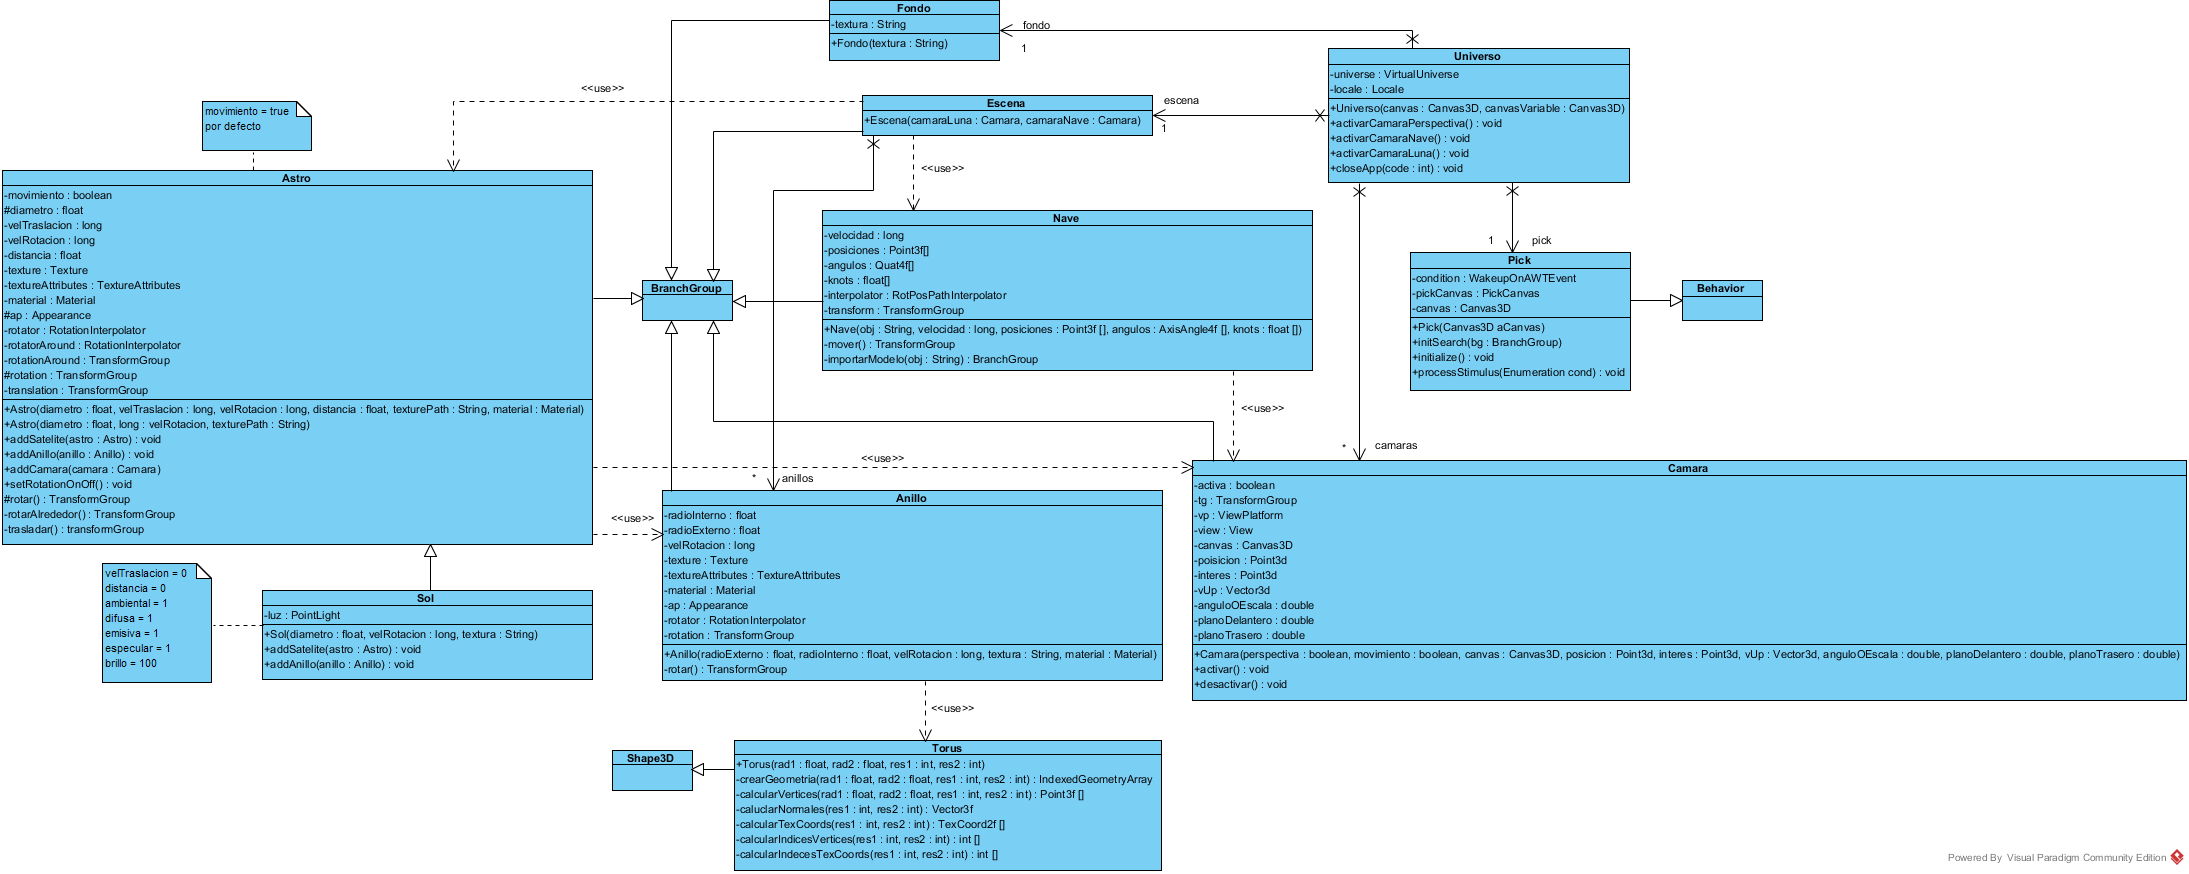 Fondo
-textura : String
+Fondo(textura : String)
fondo
1
Universo
-universe : VirtualUniverse
-locale : Locale
+Universo(canvas : Canvas3D, canvasVariable : Canvas3D)
+activarCamaraPerspectiva() : void
+activarCamaraNave() : void
+activarCamaraLuna() : void
+closeApp(code : int) : void
<<use>>
Escena
+Escena(camaraLuna : Camara, camaraNave : Camara)
escena
1
movimiento = true
por defecto
<<use>>
Astro
-movimiento : boolean
#diametro : float
-velTraslacion : long
-velRotacion : long
-distancia : float
-texture : Texture
-textureAttributes : TextureAttributes
-material : Material
#ap : Appearance
-rotator : RotationInterpolator
-rotatorAround : RotationInterpolator
-rotationAround : TransformGroup
#rotation : TransformGroup
-translation : TransformGroup
+Astro(diametro : float, velTraslacion : long, velRotacion : long, distancia : float, texturePath : String, material : Material)
+Astro(diametro : float, long : velRotacion, texturePath : String)
+addSatelite(astro : Astro) : void
+addAnillo(anillo : Anillo) : void
+addCamara(camara : Camara)
+setRotationOnOff() : void
#rotar() : TransformGroup
-rotarAlrededor() : TransformGroup
-trasladar() : transformGroup
Nave
-velocidad : long
-posiciones : Point3f[]
-angulos : Quat4f[]
-knots : float[]
-interpolator : RotPosPathInterpolator
-transform : TransformGroup
+Nave(obj : String, velocidad : long, posiciones : Point3f [], angulos : AxisAngle4f [], knots : float [])
-mover() : TransformGroup
-importarModelo(obj : String) : BranchGroup
1
pick
Pick
-condition : WakeupOnAWTEvent
-pickCanvas : PickCanvas
-canvas : Canvas3D
+Pick(Canvas3D aCanvas)
+initSearch(bg : BranchGroup)
+initialize() : void
+processStimulus(Enumeration cond) : void
BranchGroup
Behavior
<<use>>
*
camaras
<<use>>
*
anillos
<<use>>
Camara
-activa : boolean
-tg : TransformGroup
-vp : ViewPlatform
-view : View
-canvas : Canvas3D
-poisicion : Point3d
-interes : Point3d
-vUp : Vector3d
-anguloOEscala : double
-planoDelantero : double
-planoTrasero : double
+Camara(perspectiva : boolean, movimiento : boolean, canvas : Canvas3D, posicion : Point3d, interes : Point3d, vUp : Vector3d, anguloOEscala : double, planoDelantero : double, planoTrasero : double)
+activar() : void
+desactivar() : void
Anillo
-radioInterno : float
-radioExterno : float
-velRotacion : long
-texture : Texture
-textureAttributes : TextureAttributes
-material : Material
-ap : Appearance
-rotator : RotationInterpolator
-rotation : TransformGroup
+Anillo(radioExterno : float, radioInterno : float, velRotacion : long, textura : String, material : Material)
-rotar() : TransformGroup
velTraslacion = 0
distancia = 0
ambiental = 1
difusa = 1
emisiva = 1
especular = 1
brillo = 100
Sol
-luz : PointLight
+Sol(diametro : float, velRotacion : long, textura : String)
+addSatelite(astro : Astro) : void
+addAnillo(anillo : Anillo) : void
<<use>>
Shape3D
Torus
+Torus(rad1 : float, rad2 : float, res1 : int, res2 : int)
-crearGeometria(rad1 : float, rad2 : float, res1 : int, res2 : int) : IndexedGeometryArray
-calcularVertices(rad1 : float, rad2 : float, res1 : int, res2 : int) : Point3f []
-caluclarNormales(res1 : int, res2 : int) : Vector3f
-calcularTexCoords(res1 : int, res2 : int) : TexCoord2f []
-calcularIndicesVertices(res1 : int, res2 : int) : int []
-calcularIndecesTexCoords(res1 : int, res2 : int) : int []
Powered By Visual Paradigm Community Edition